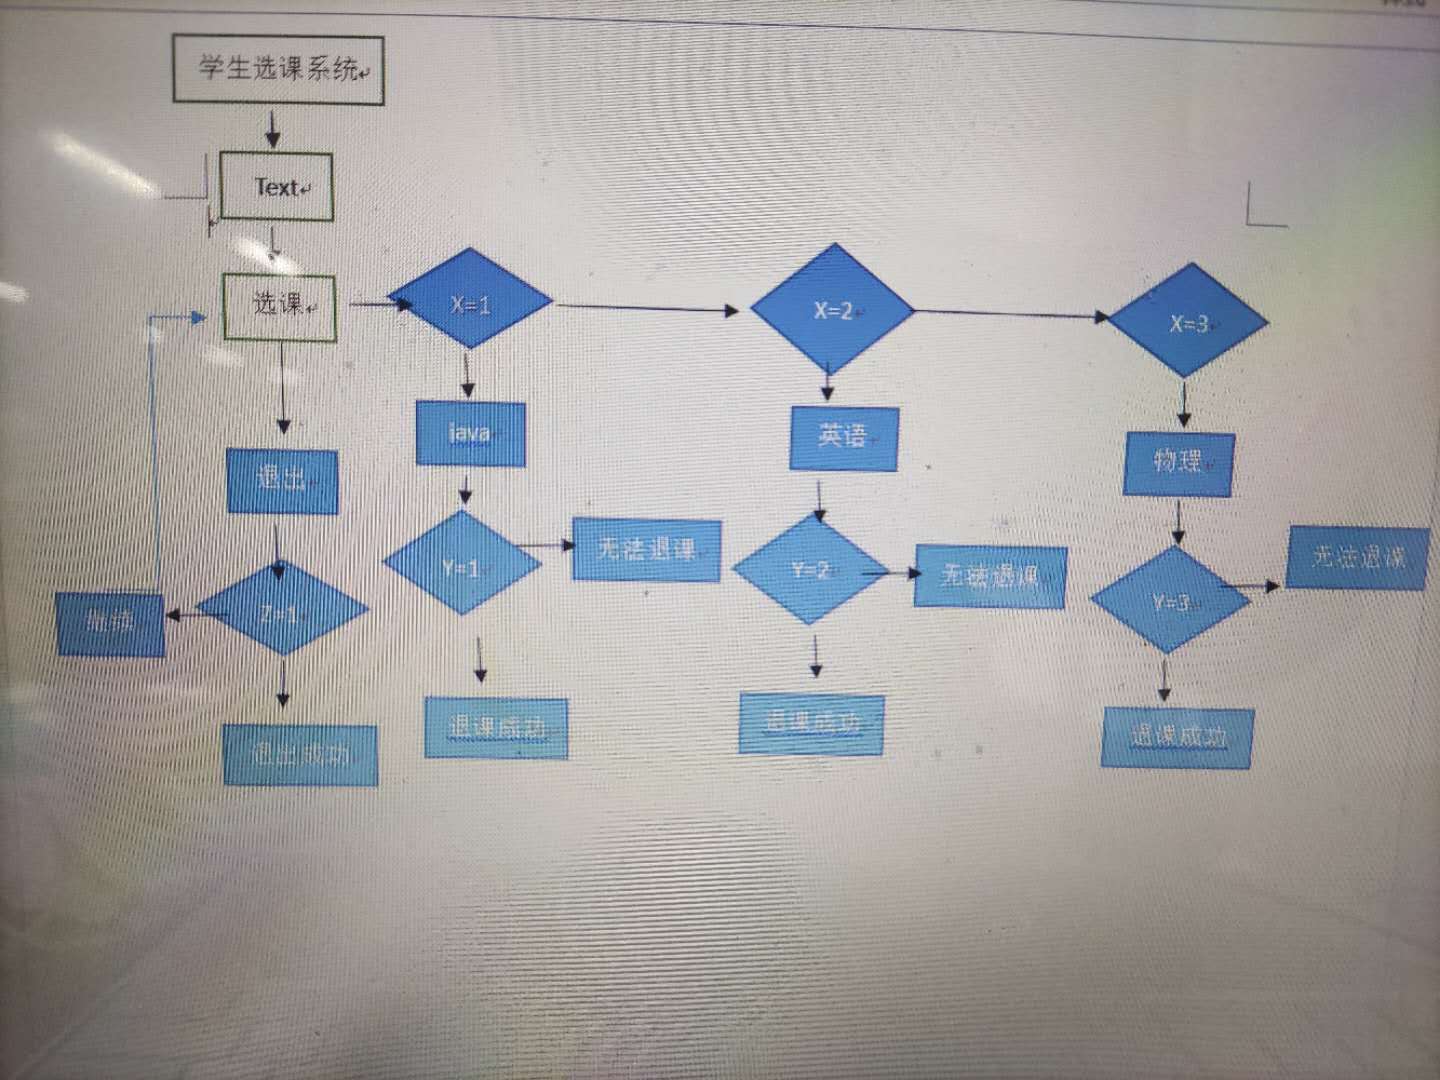 学生选课系统
Text
选课
X=1
X=2
X=3
java
英语
物理
退出
Y=1
无法退课
Y=2
无法退课
Y=3
无法退课
Z=1
退出成功
退课成功
退课成功
退课成功